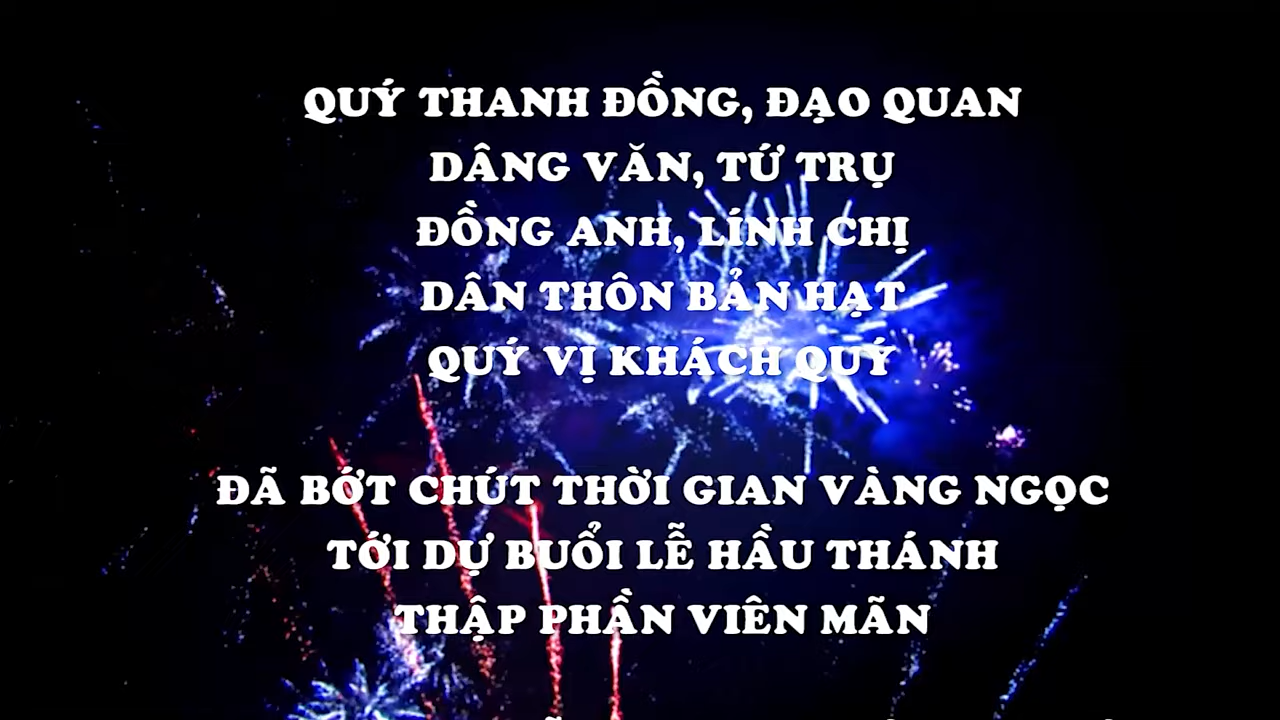 QUÝ THANH ĐỒNG, ĐẠO QUAN
DÂNG VĂN, TỨ TRỤ
ĐỒNG ANH, LÍNH CHỊ
DÂN THÔN BẢN HẠT
QUÝ VỊ KHÁCH QUÝ
ĐÃ BỚT CHÚT THỜI GIAN VÀNG NGỌC
TỚI DỰ BUỔI LỄ HẦU THÁNH
THẬP PHẦN VIÊN MÃN